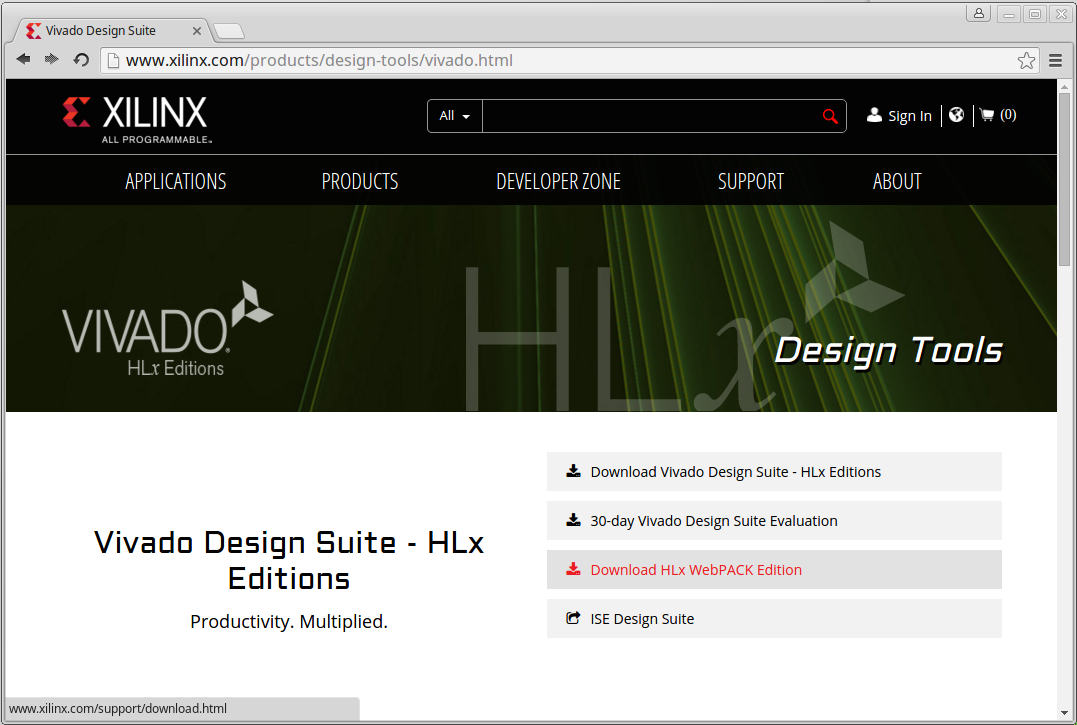 Vivado Design Suite
www.xilinx.com/products/design-tools/vivado.html
XILINX
ALL PROGRAMMABLE™
All
Sign In
(0)
APPLICATIONS PRODUCTS DEVELOPER ZONE SUPPORT ABOUT
VIVADO®
HLx Editions
HLx
Design Tools
Vivado Design Suite - HLx
Editions
Productivity. Multiplied.
Download Vivado Design Suite - HLx Editions
30-day Vivado Design Suite Evaluation
Download HLx WebPACK Edition
ISE Design Suite
www.xilinx.com/support/download.html